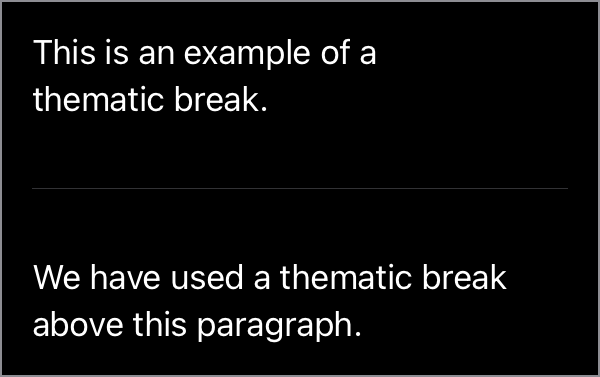 This is an example of a
thematic break.
We have used a thematic break
above this paragraph.